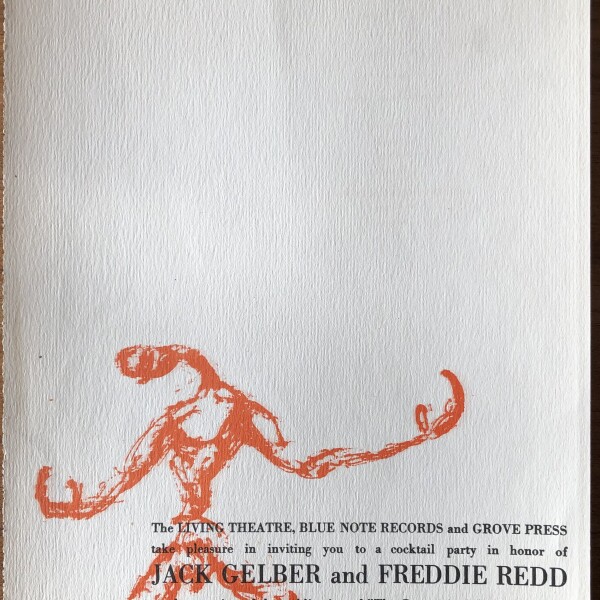 The LIVING THEATRE, BLUE NOTE RECORDS and GROVE PRESS
take pleasure in inviting you to a cocktail party in honor of
JACK GELBER and FREDDIE REDD